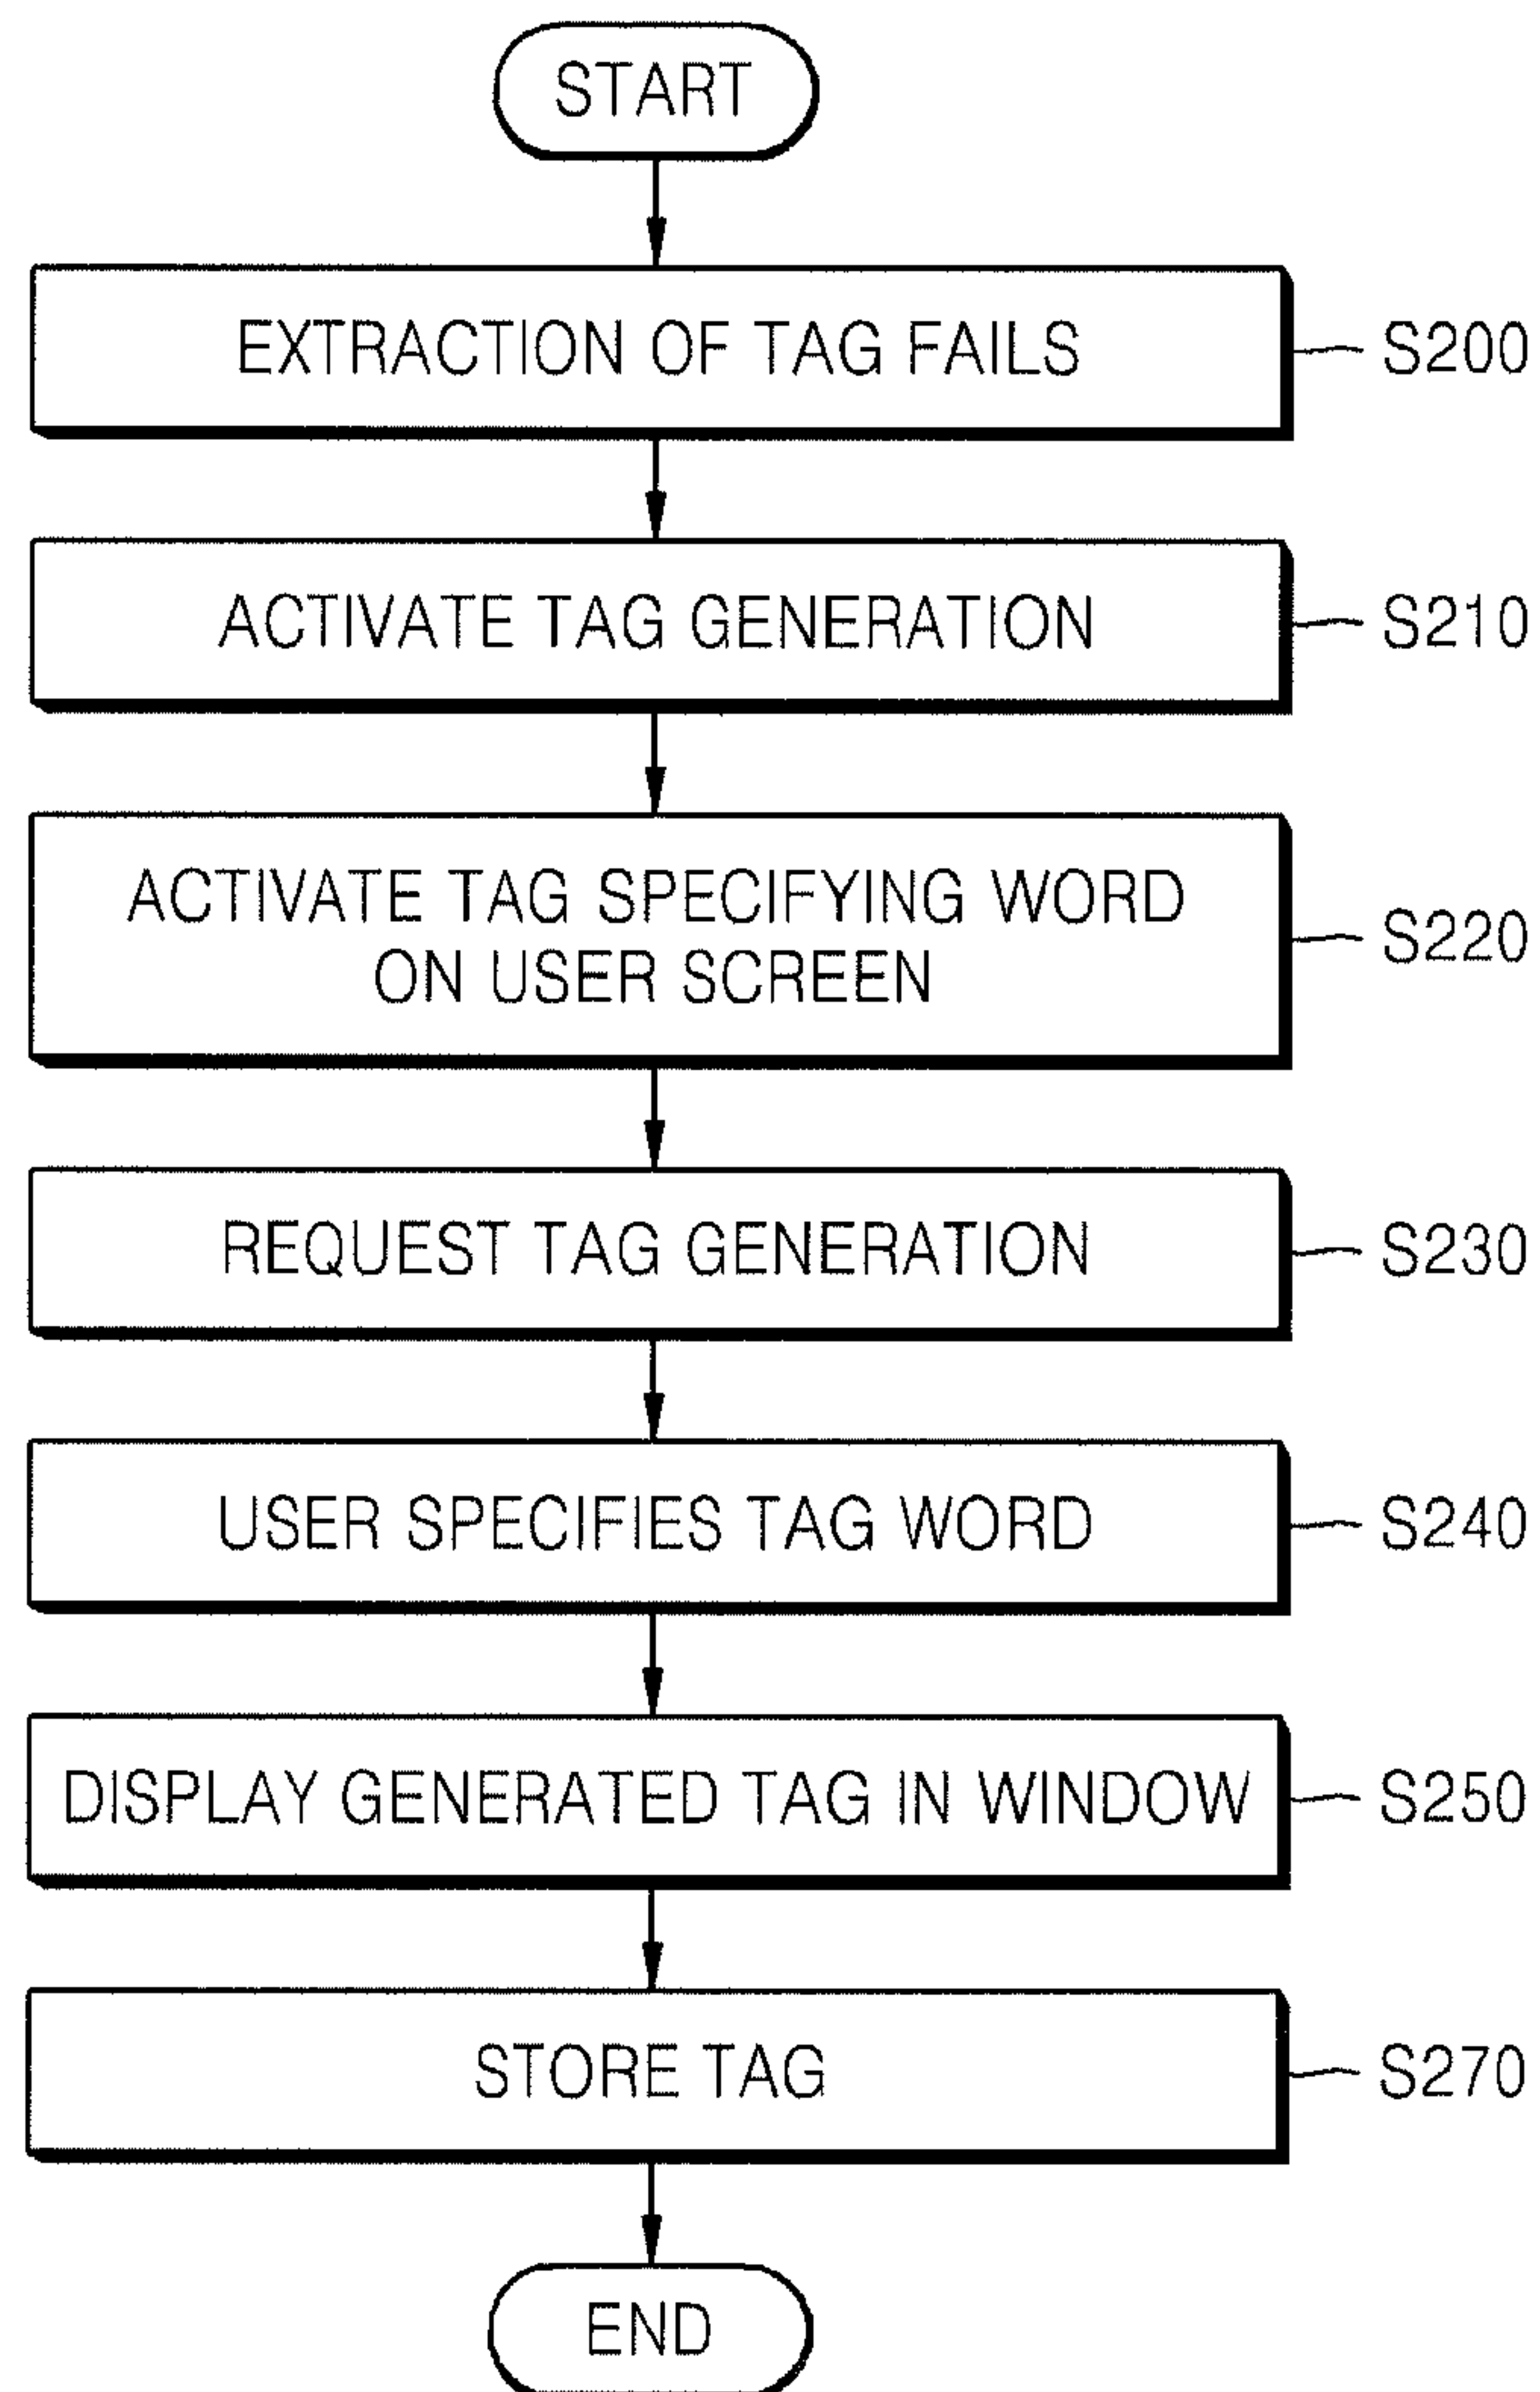 START
EXTRACTION OF TAG FAILS
S200
ACTIVATE TAG GENERATION
S210
ACTIVATE TAG SPECIFYING WORD
ON USER SCREEN
S220
REQUEST TAG GENERATION
S230
USER SPECIFIES TAG WORD
S240
DISPLAY GENERATED TAG IN WINDOW
S250
STORE TAG
S270
END